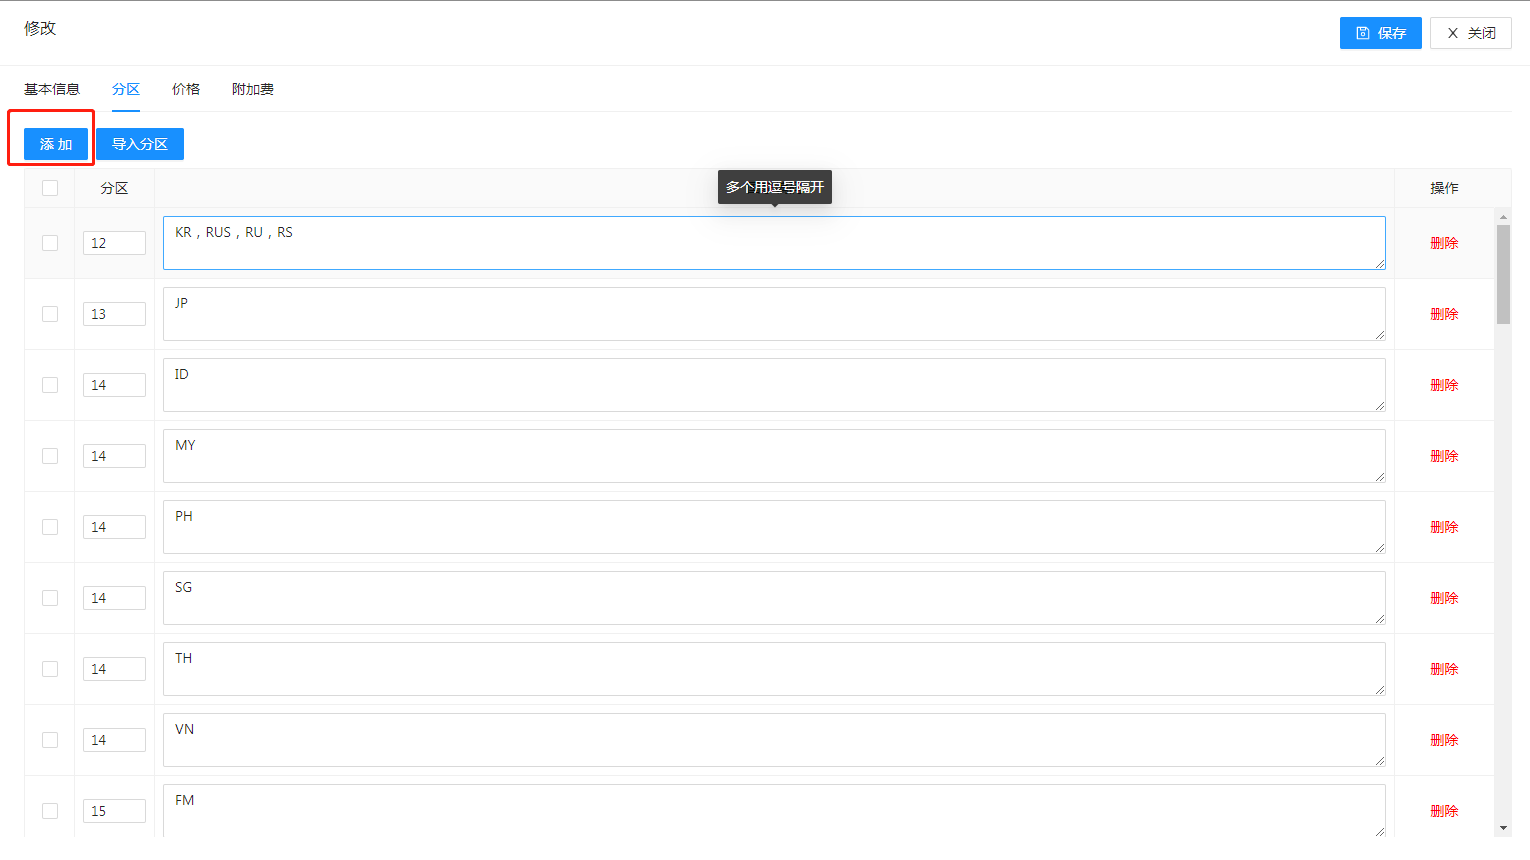 修改
保存
关闭
基本信息 分区 价格 附加费
添 加 导入分区
分区 操作
多个用逗号隔开
12 KR，RUS，RU，RS 删除
13 JP 删除
14 ID 删除
14 MY 删除
14 PH 删除
14 SG 删除
14 TH 删除
14 VN 删除
15 FM 删除